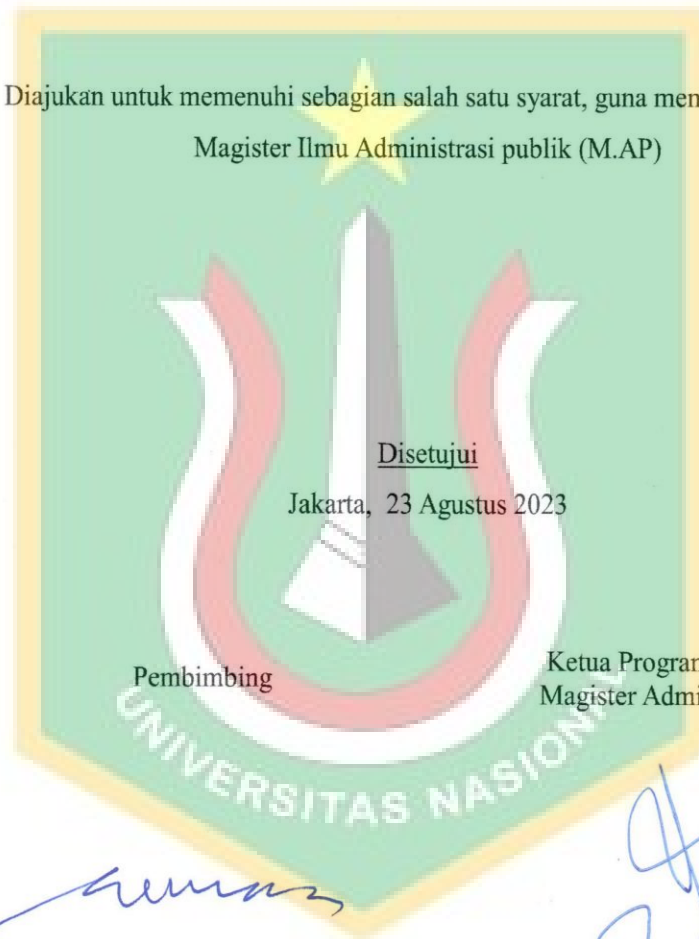 Diajukan untuk memenuhi sebagian salah satu syarat, guna men
Magister Ilmu Administrasi publik (M.AP)
Disetujui
Jakarta, 23 Agustus 2023
Pembimbing
Ketua Program
Magister Admi
UNIVERSITAS NASIONAL